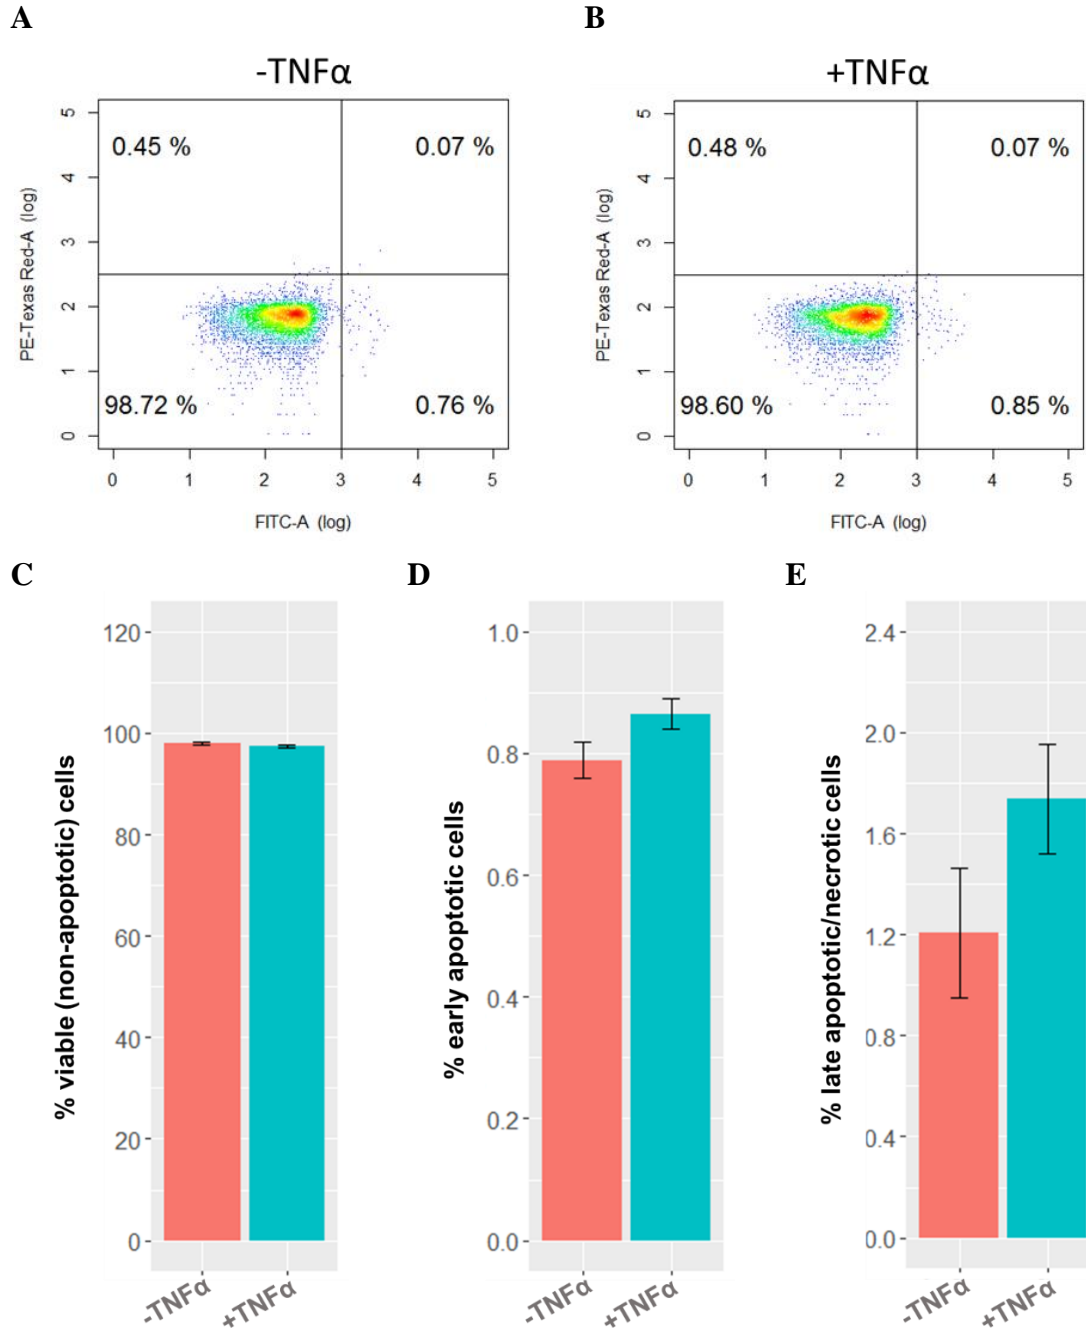 A
B
-TNFα
+TNFα
5
4
3
2
1
0
PE-Texas Red-A (log)
0.45 %
0.07 %
98.72 %
0.76 %
0 1 2 3 4 5
FITC-A (log)
5
4
3
2
1
0
PE-Texas Red-A (log)
0.48 %
0.07 %
98.60 %
0.85 %
0 1 2 3 4 5
FITC-A (log)
C
D
E
120
100
80
60
40
20
0
% viable (non-apoptotic) cells
-TNFα
+TNFα
1.0
0.8
0.6
0.4
0.2
0.0
% early apoptotic cells
-TNFα
+TNFα
2.4
2.0
1.6
1.2
0.8
0.4
0.0
% late apoptotic/necrotic cells
-TNFα
+TNFα